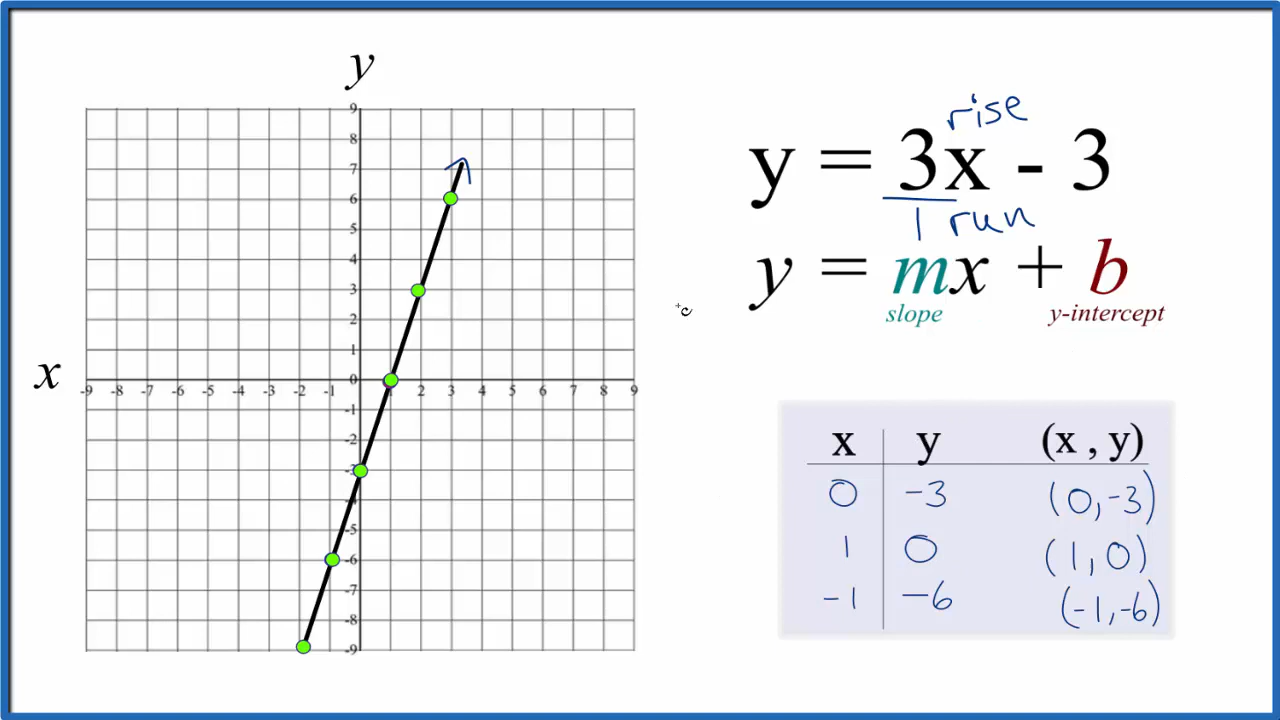 y
9
8
7
6
5
4
3
2
1
x
0
-9 -8 -7 -6 -5 -4 -3 -2 -1 1 2 3 4 5 6 7 8 9
-1
-2
-3
-4
-5
-6
-7
-8
-9
rise
y = 3x - 3
1 run
y = mx + b
slope y-intercept
x y (x , y)
0 -3 (0,-3)
1 0 (1,0)
-1 -6 (-1,-6)